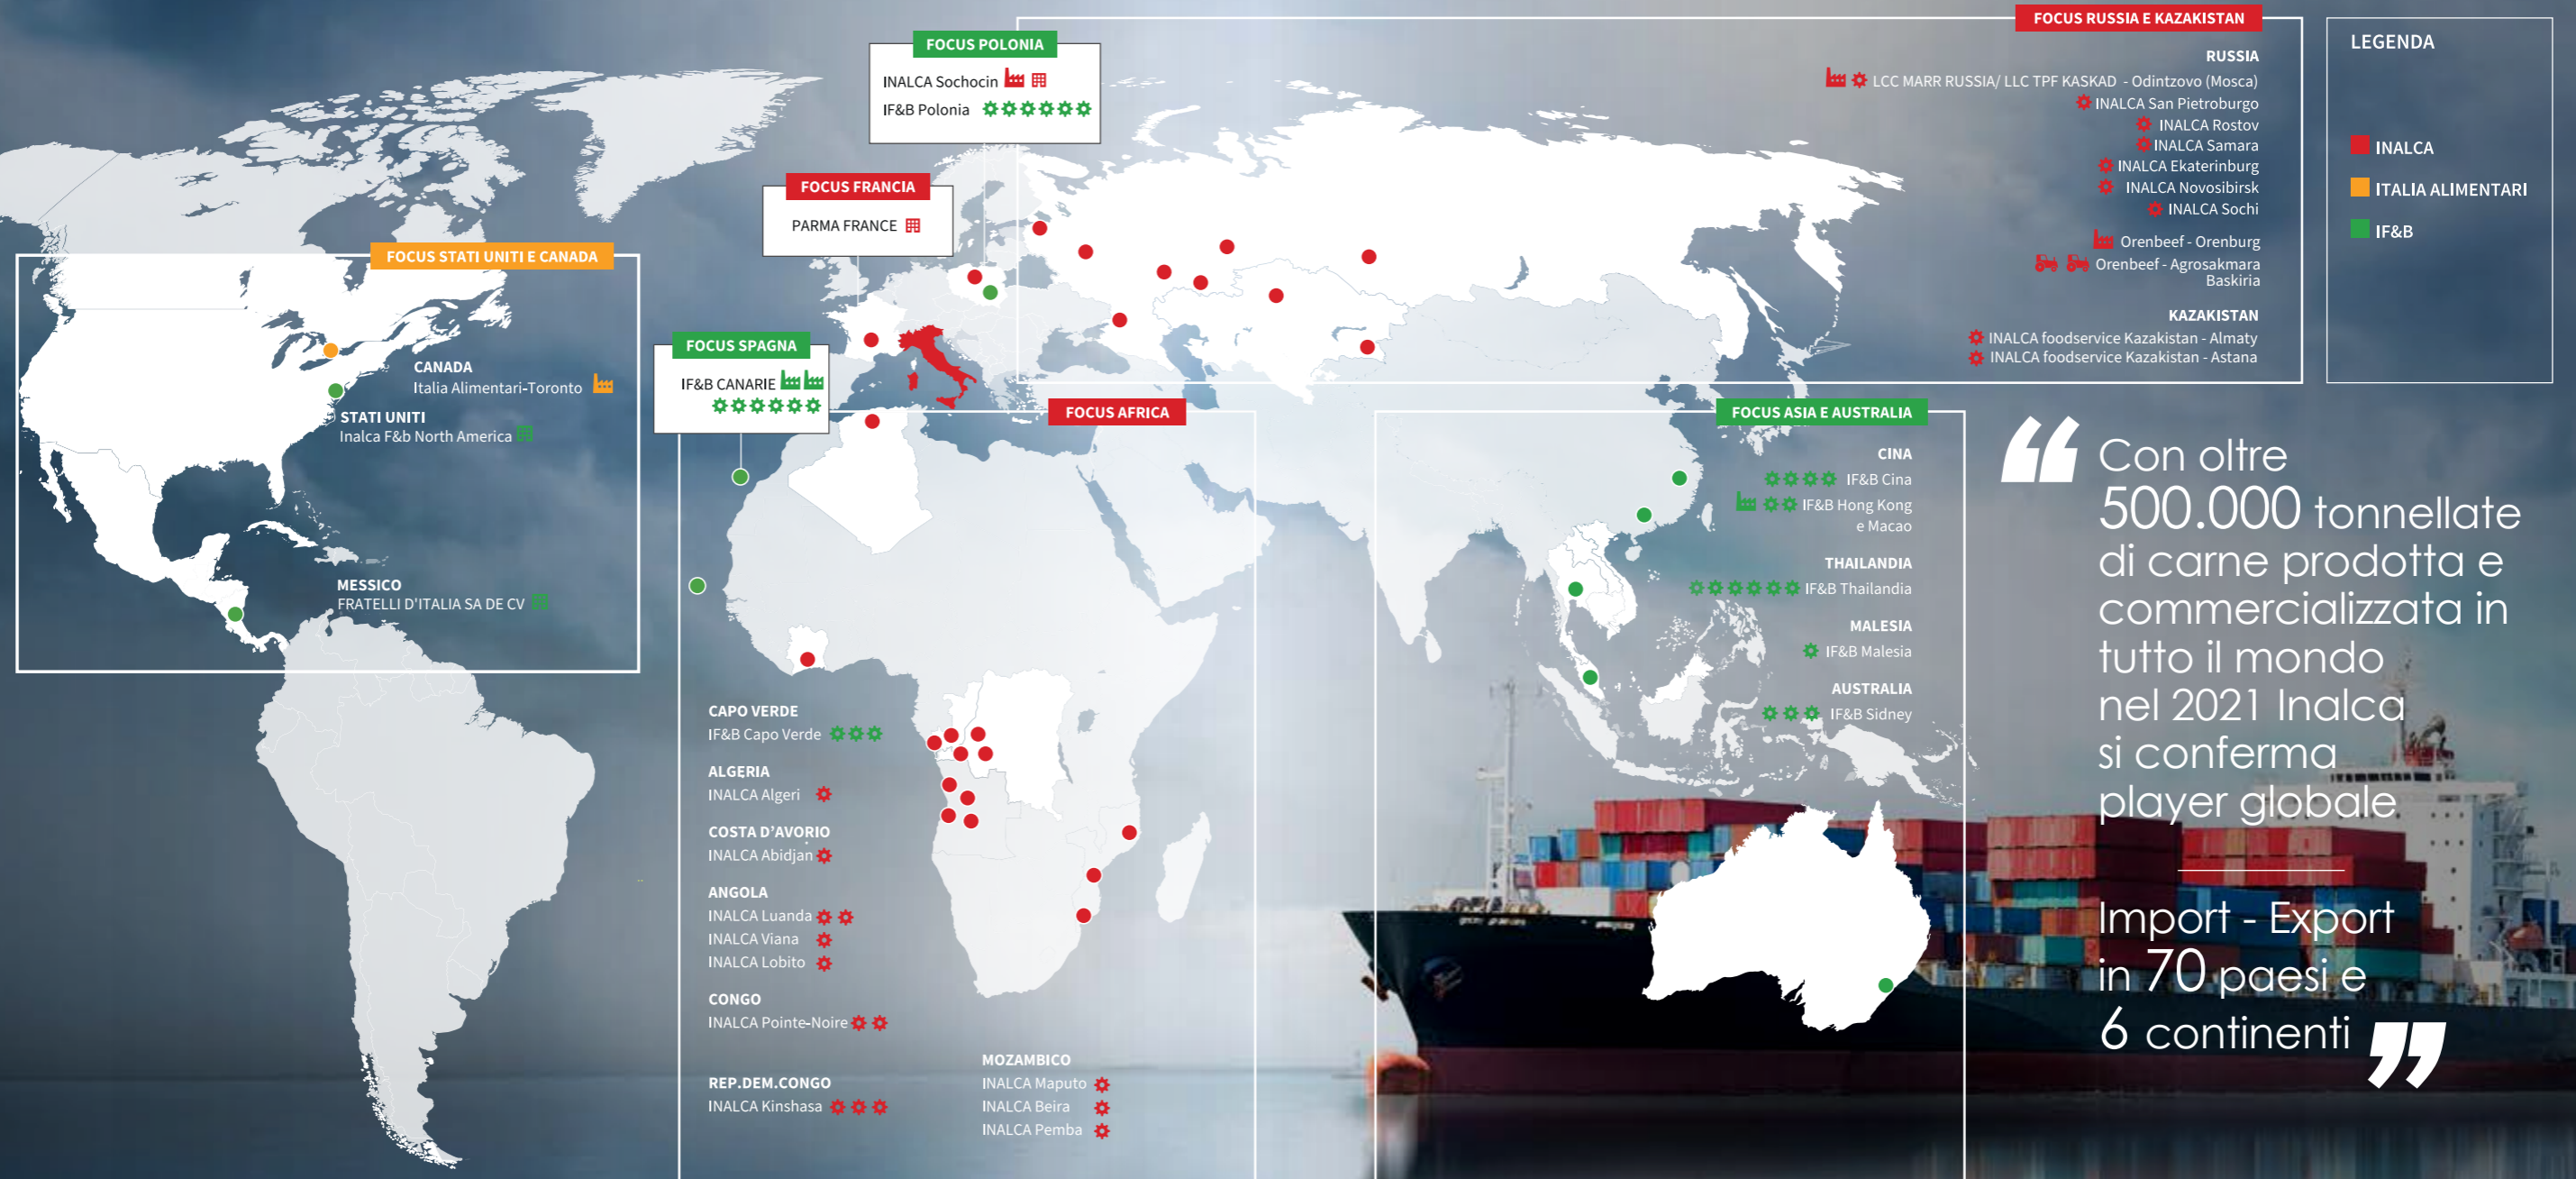 FOCUS POLONIA
INALCA Sochocin
IF&B Polonia
FOCUS FRANCIA
PARMA FRANCE
FOCUS STATI UNITI E CANADA
CANADA
Italia Alimentari-Toronto
STATI UNITI
Inalca F&b North America
MESSICO
FRATELLI D'ITALIA SA DE CV
FOCUS SPAGNA
IF&B CANARIE
FOCUS AFRICA
CAPO VERDE
IF&B Capo Verde
ALGERIA
INALCA Algeri
COSTA D'AVORIO
INALCA Abidjan
ANGOLA
INALCA Luanda
INALCA Viana
INALCA Lobito
CONGO
INALCA Pointe-Noire
REP.DEM.CONGO
INALCA Kinshasa
MOZAMBICO
INALCA Maputo
INALCA Beira
INALCA Pemba
FOCUS RUSSIA E KAZAKISTAN
RUSSIA
LCC MARR RUSSIA/ LLC TPF KASKAD - Odintzovo (Mosca)
INALCA San Pietroburgo
INALCA Rostov
INALCA Samara
INALCA Ekaterinburg
INALCA Novosibirsk
INALCA Sochi
Orenbeef - Orenburg
Orenbeef - Agrosakmara
Baskiria
KAZAKISTAN
INALCA foodservice Kazakistan - Almaty
INALCA foodservice Kazakistan - Astana
FOCUS ASIA E AUSTRALIA
CINA
IF&B Cina
IF&B Hong Kong
e Macao
THAILANDIA
IF&B Thailandia
MALESIA
IF&B Malesia
AUSTRALIA
IF&B Sidney
LEGENDA
INALCA
ITALIA ALIMENTARI
IF&B
“ Con oltre
500.000 tonnellate
di carne prodotta e
commercializzata in
tutto il mondo
nel 2021 Inalca
si conferma
player globale
Import - Export
in 70 paesi e
6 continenti ”